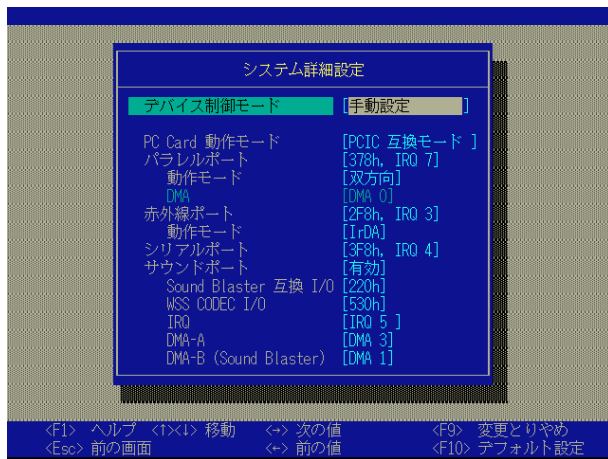 システム詳細設定
デバイス制御モード [手動設定 ]
PC Card 動作モード [PCIC 互換モード ]
パラレルポート [378h, IRQ 7]
動作モード [双方向]
DMA [DMA 0]
赤外線ポート [2F8h, IRQ 3]
動作モード [IrDA]
シリアルポート [3F8h, IRQ 4]
サウンドポート [有効]
Sound Blaster 互換 I/O [220h]
WSS CODEC I/O [530h]
IRQ [IRQ 5 ]
DMA-A [DMA 3]
DMA-B (Sound Blaster) [DMA 1]
<F1> ヘルプ <↑><↓> 移動 <→> 次の値 <F9> 変更とりやめ
<Esc> 前の画面 <←> 前の値 <F10> デフォルト設定